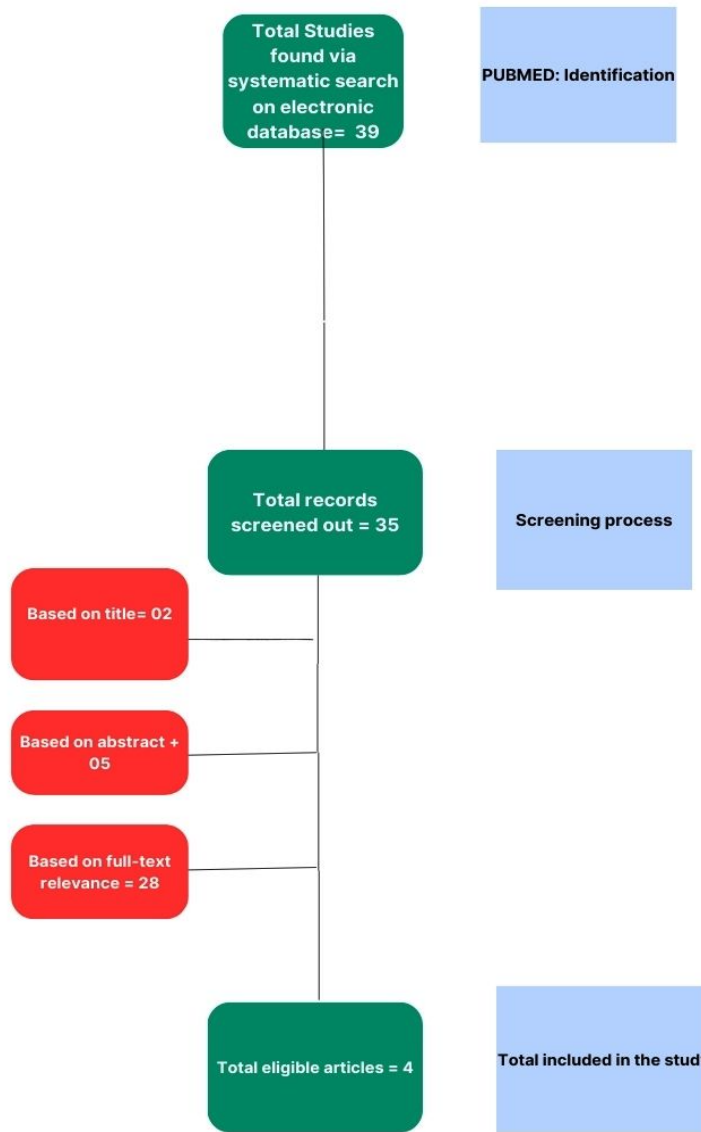 Total Studies
found via
systematic search
on electronic
database=  39
PUBMED: Identification
Total records
screened out = 35
Screening process
Based on title= 02
Based on abstract +
05
Based on full-text
relevance = 28
Total eligible articles = 4
Total included in the stud